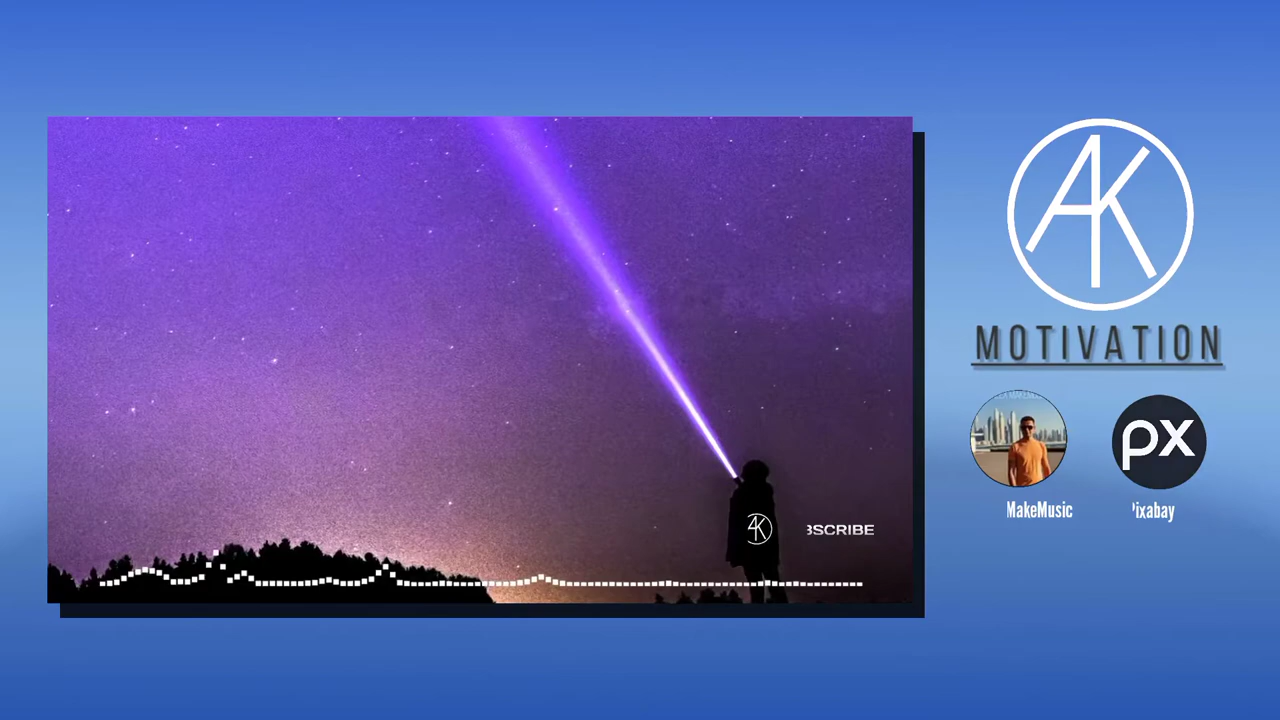 AK
MOTIVATION
px
MakeMusic
ixabay
AK
BSCRIBE